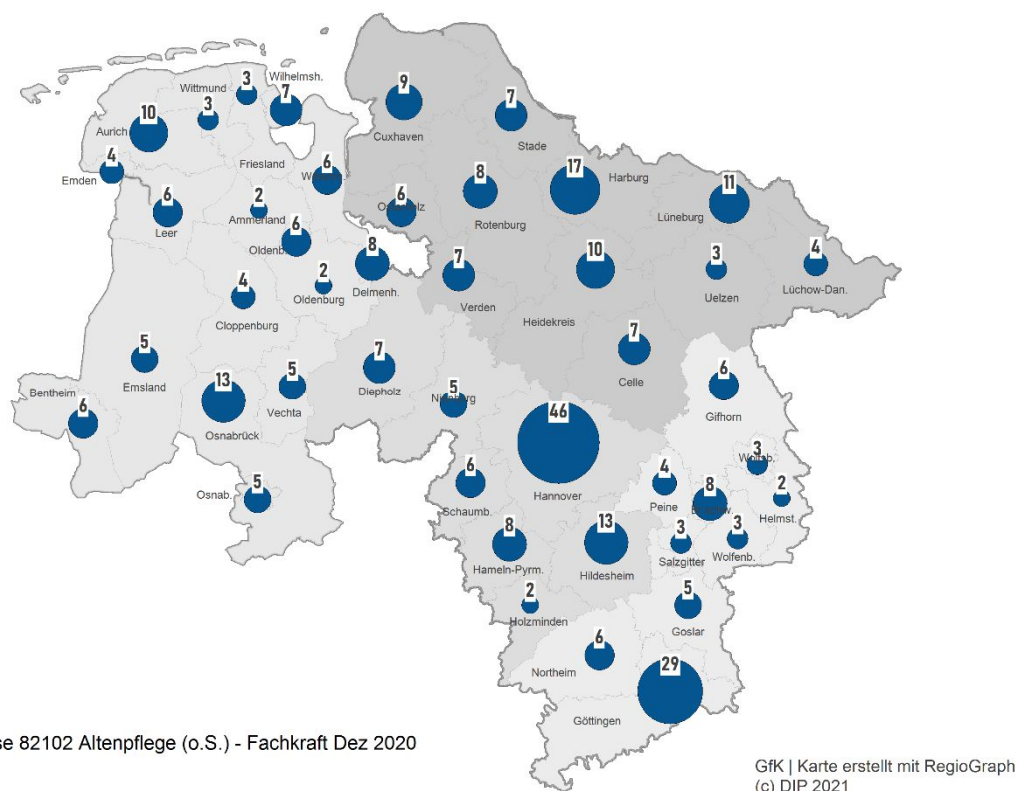 3
Wilhelmsh.
Wittmund
7
3
10
Aurich
4
Emden
Friesland
6
6
Leer
2
Ammerland
6
Oldenb.
2
Oldenburg
8
Delmenh.
4
Cloppenburg
5
Emsland
Bentheim
6
13
Osnabrück
5
Vechta
5
Osnab.
9
Cuxhaven
7
Stade
6
8
Rotenburg
17
Harburg
11
Lüneburg
7
Verden
10
Heidekreis
3
Uelzen
4
Lüchow-Dan.
7
Celle
7
Diepholz
5
46
Hannover
6
Schaumb.
8
Hameln-Pyrm.
13
Hildesheim
2
Holzminden
6
Gifhorn
3
Wolfsb.
4
Peine
8
2
Helmst.
3
Salzgitter
3
Wolfenb.
5
Goslar
6
Northeim
29
Göttingen
se 82102 Altenpflege (o.S.) - Fachkraft Dez 2020
GfK | Karte erstellt mit RegioGraph
(c) DIP 2021